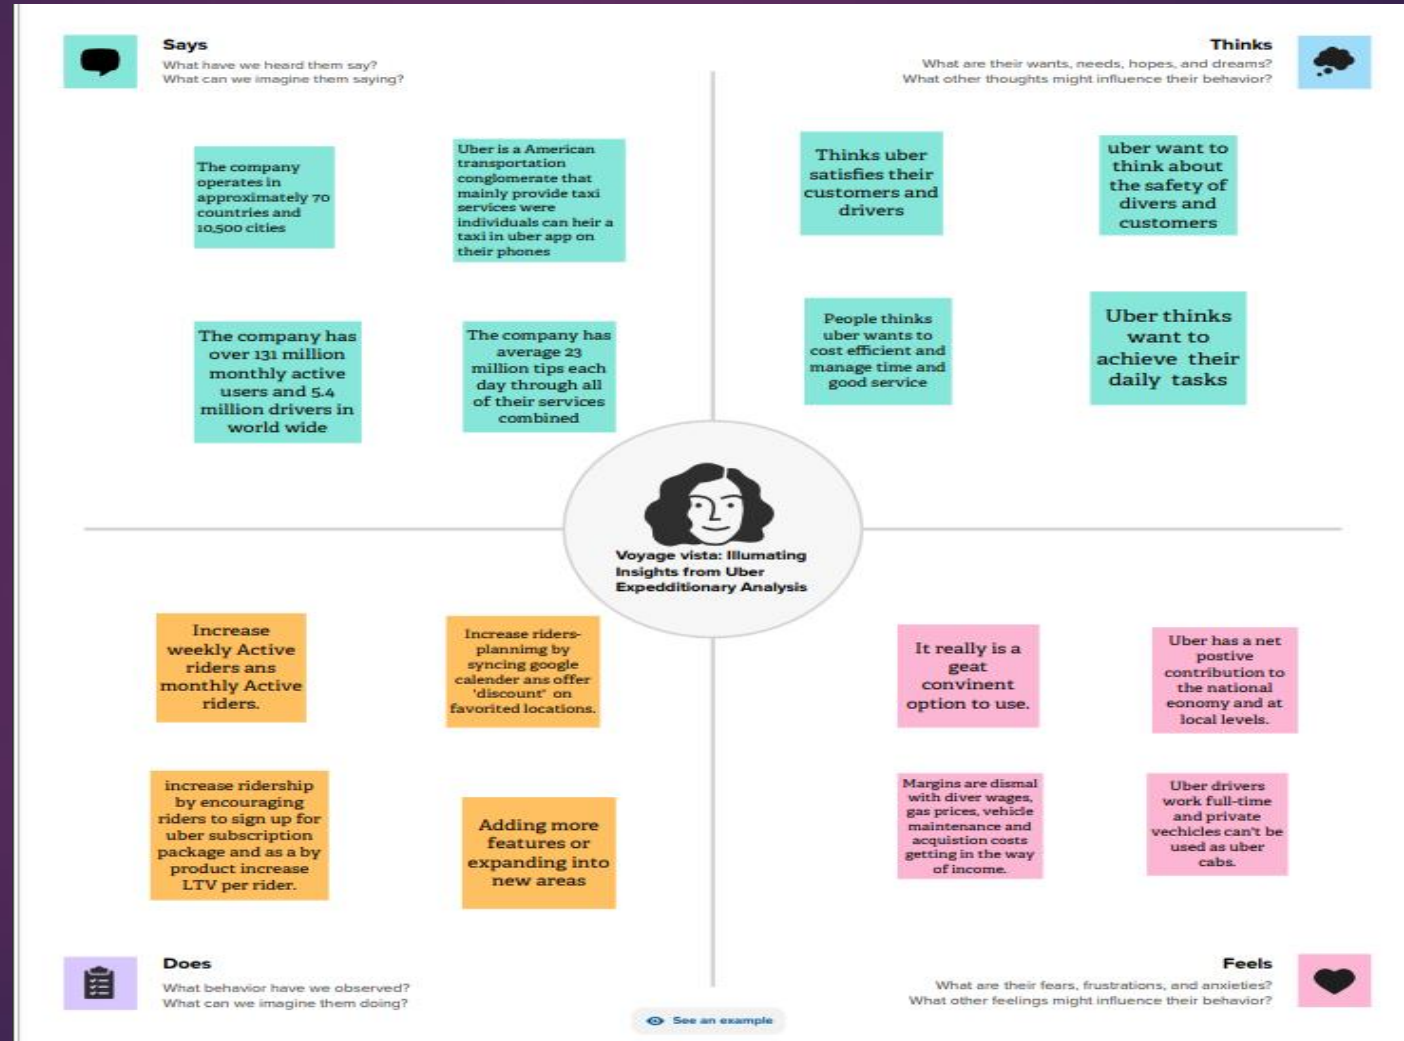 Says
What have we heard them say?
What can we imagine them saying?
The company
operates in
approximately 70
countries and
10,500 cities
Uber is a American
transportation
conglomerate that
mainly provide taxi
services were
individuals can heir a
taxi in uber app on
their phones
The company has
over 131 million
monthly active
users and 5.4
million drivers in
world wide
The company has
average 23
million tips each
day through all
of their services
combined
Thinks
What are their wants, needs, hopes, and dreams?
What other thoughts might influence their behavior?
Thinks uber
satisfies their
customers and
drivers
uber want to
think about
the safety of
divers and
customers
People thinks
uber wants to
cost efficient and
manage time and
good service
Uber thinks
want to
achieve their
daily tasks
Voyage vista: Illumating
Insights from Uber
Expedditionary Analysis
Increase
weekly Active
riders ans
monthly Active
riders.
Increase riders-
plannimg by
syncing google
calender ans offer
'discount' on
favorited locations.
increase ridership
by encouraging
riders to sign up for
uber subscription
package and as a by
product increase
LTV per rider.
Adding more
features or
expanding into
new areas
Does
What behavior have we observed?
What can we imagine them doing?
It really is a
geat
convinent
option to use.
Uber has a net
postive
contribution to
the national
eonomy and at
local levels.
Margins are dismal
with diver wages,
gas prices, vehicle
maintenance and
acquistion costs
getting in the way
of income.
Uber drivers
work full-time
and private
vechicles can't be
used as uber
cabs.
Feels
What are their fears, frustrations, and anxieties?
What other feelings might influence their behavior?
See an example